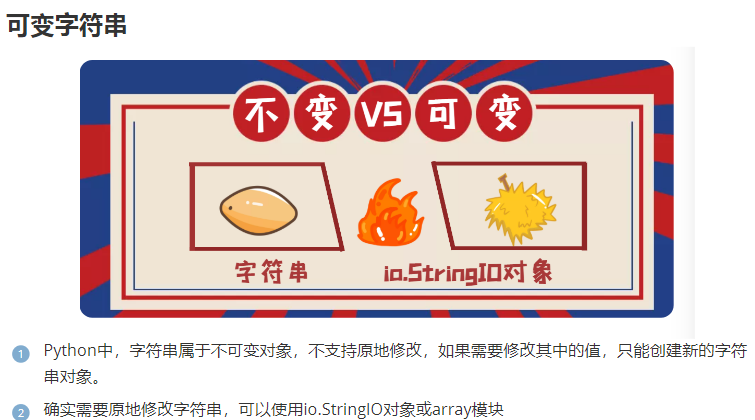 可变字符串
不变VS可变
字符串
io.StringIO对象
1 Python中，字符串属于不可变对象，不支持原地修改，如果需要修改其中的值，只能创建新的字符
串对象。
2 确实需要原地修改字符串，可以使用io.StringIO对象或array模块